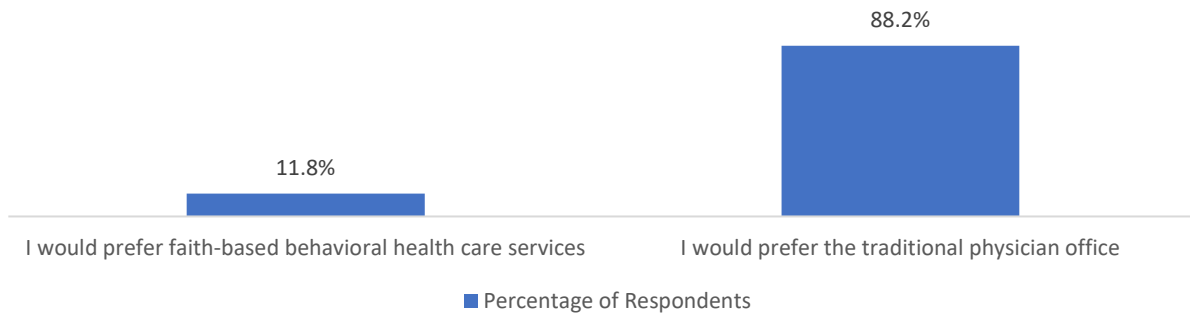 88.2%
11.8%
I would prefer faith-based behavioral health care services
I would prefer the traditional physician office
Percentage of Respondents